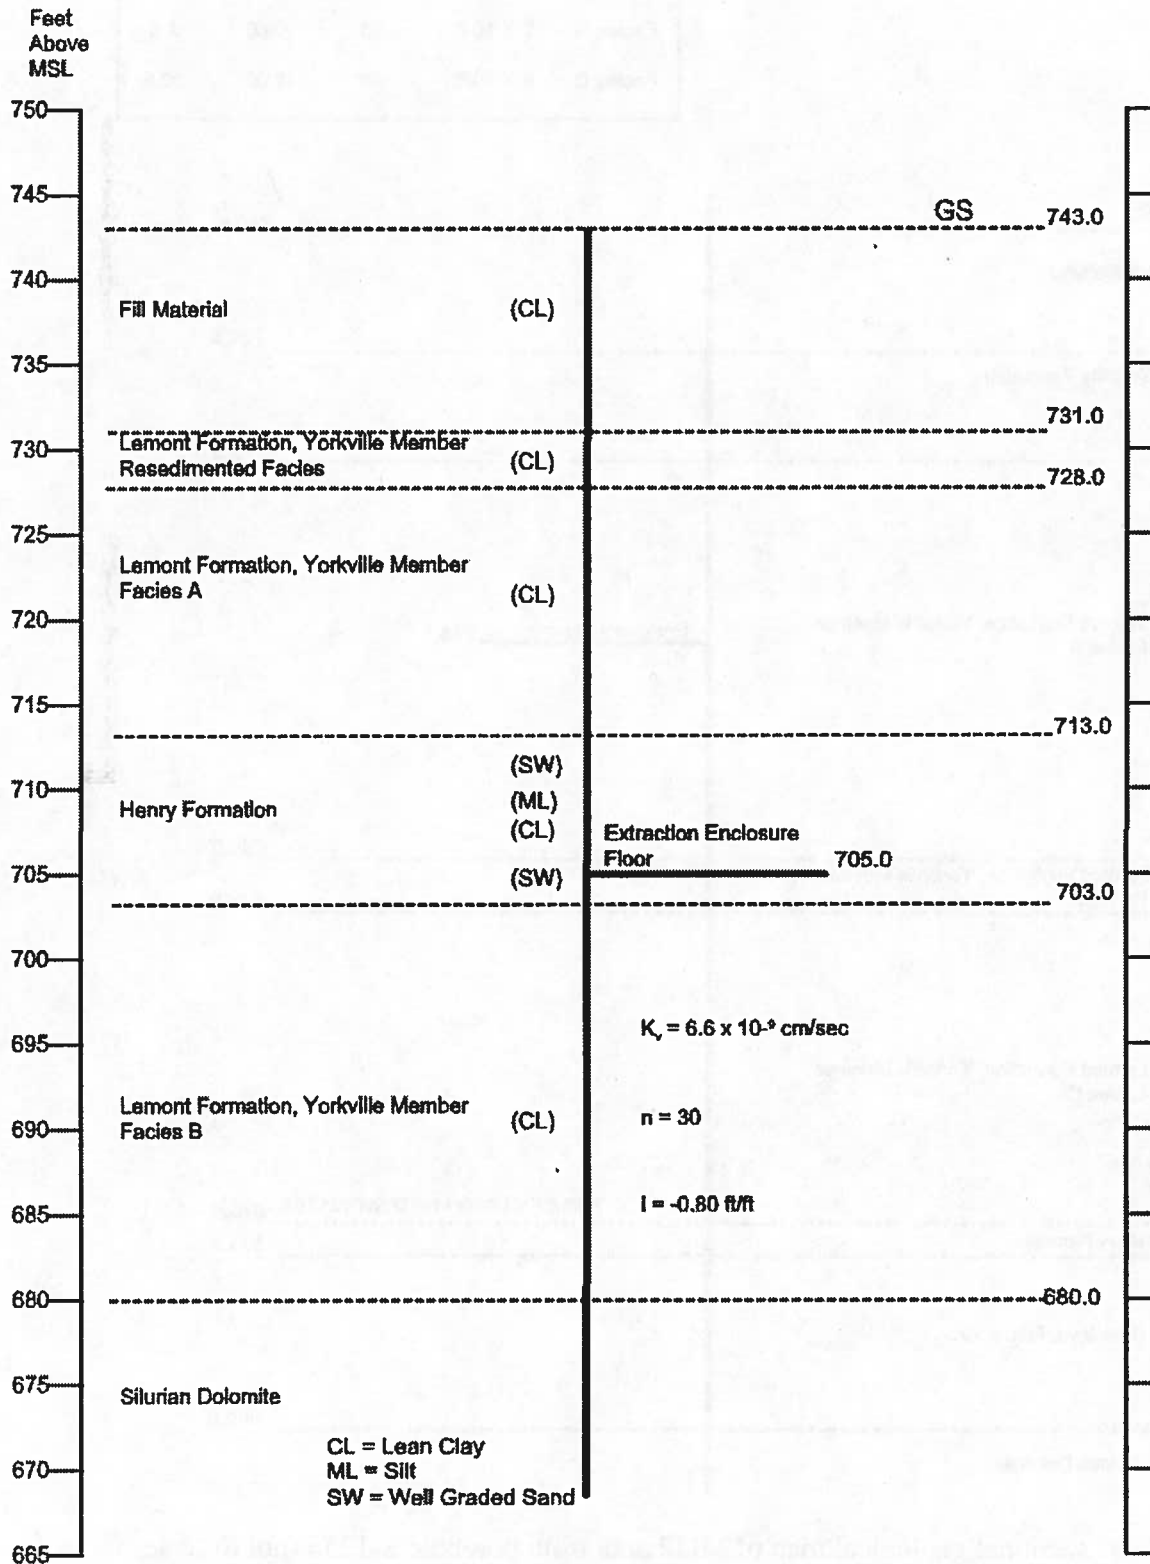 Feet
Above
MSL
750
745
GS 743.0
740
Fill Material (CL)
735
731.0
730
Lemont Formation, Yorkville Member
Resedimented Facies (CL)
728.0
725
Lemont Formation, Yorkville Member
Facies A (CL)
720
715
713.0
(SW)
710
(ML)
Henry Formation
(CL)
Extraction Enclosure
Floor 705.0
705
(SW)
703.0
700
Kv = 6.6 x 10-9 cm/sec
695
Lemont Formation, Yorkville Member
Facies B (CL)
690
n = 30
i = -0.80 ft/ft
685
680
680.0
675
Silurian Dolomite
CL = Lean Clay
670
ML = Silt
SW = Well Graded Sand
665